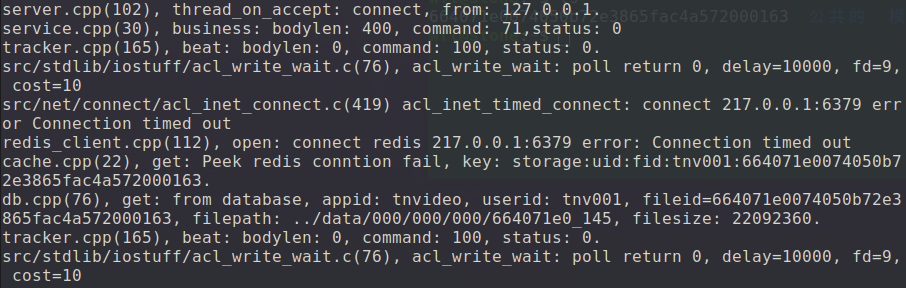 server.cpp(102), thread_on_accept: connect, from: 127.0.0.1.
service.cpp(30), business: bodylen: 400, command: 71,status: 0
tracker.cpp(165), beat: bodylen: 0, command: 100, status: 0.
src/stdlib/iostuff/acl_write_wait.c(76), acl_write_wait: poll return 0, delay=10000, fd=9,
cost=10
src/net/connect/acl_inet_connect.c(419) acl_inet_timed_connect: connect 217.0.0.1:6379 err
or Connection timed out
redis_client.cpp(112), open: connect redis 217.0.0.1:6379 error: Connection timed out
cache.cpp(22), get: Peek redis conntion fail, key: storage:uid:fid:tnv001:664071e0074050b7
2e3865fac4a572000163.
db.cpp(76), get: from database, appid: tnvideo, userid: tnv001, fileid=664071e0074050b72e3
865fac4a572000163, filepath: ../data/000/000/000/664071e0_145, filesize: 22092360.
tracker.cpp(165), beat: bodylen: 0, command: 100, status: 0.
src/stdlib/iostuff/acl_write_wait.c(76), acl_write_wait: poll return 0, delay=10000, fd=9,
cost=10